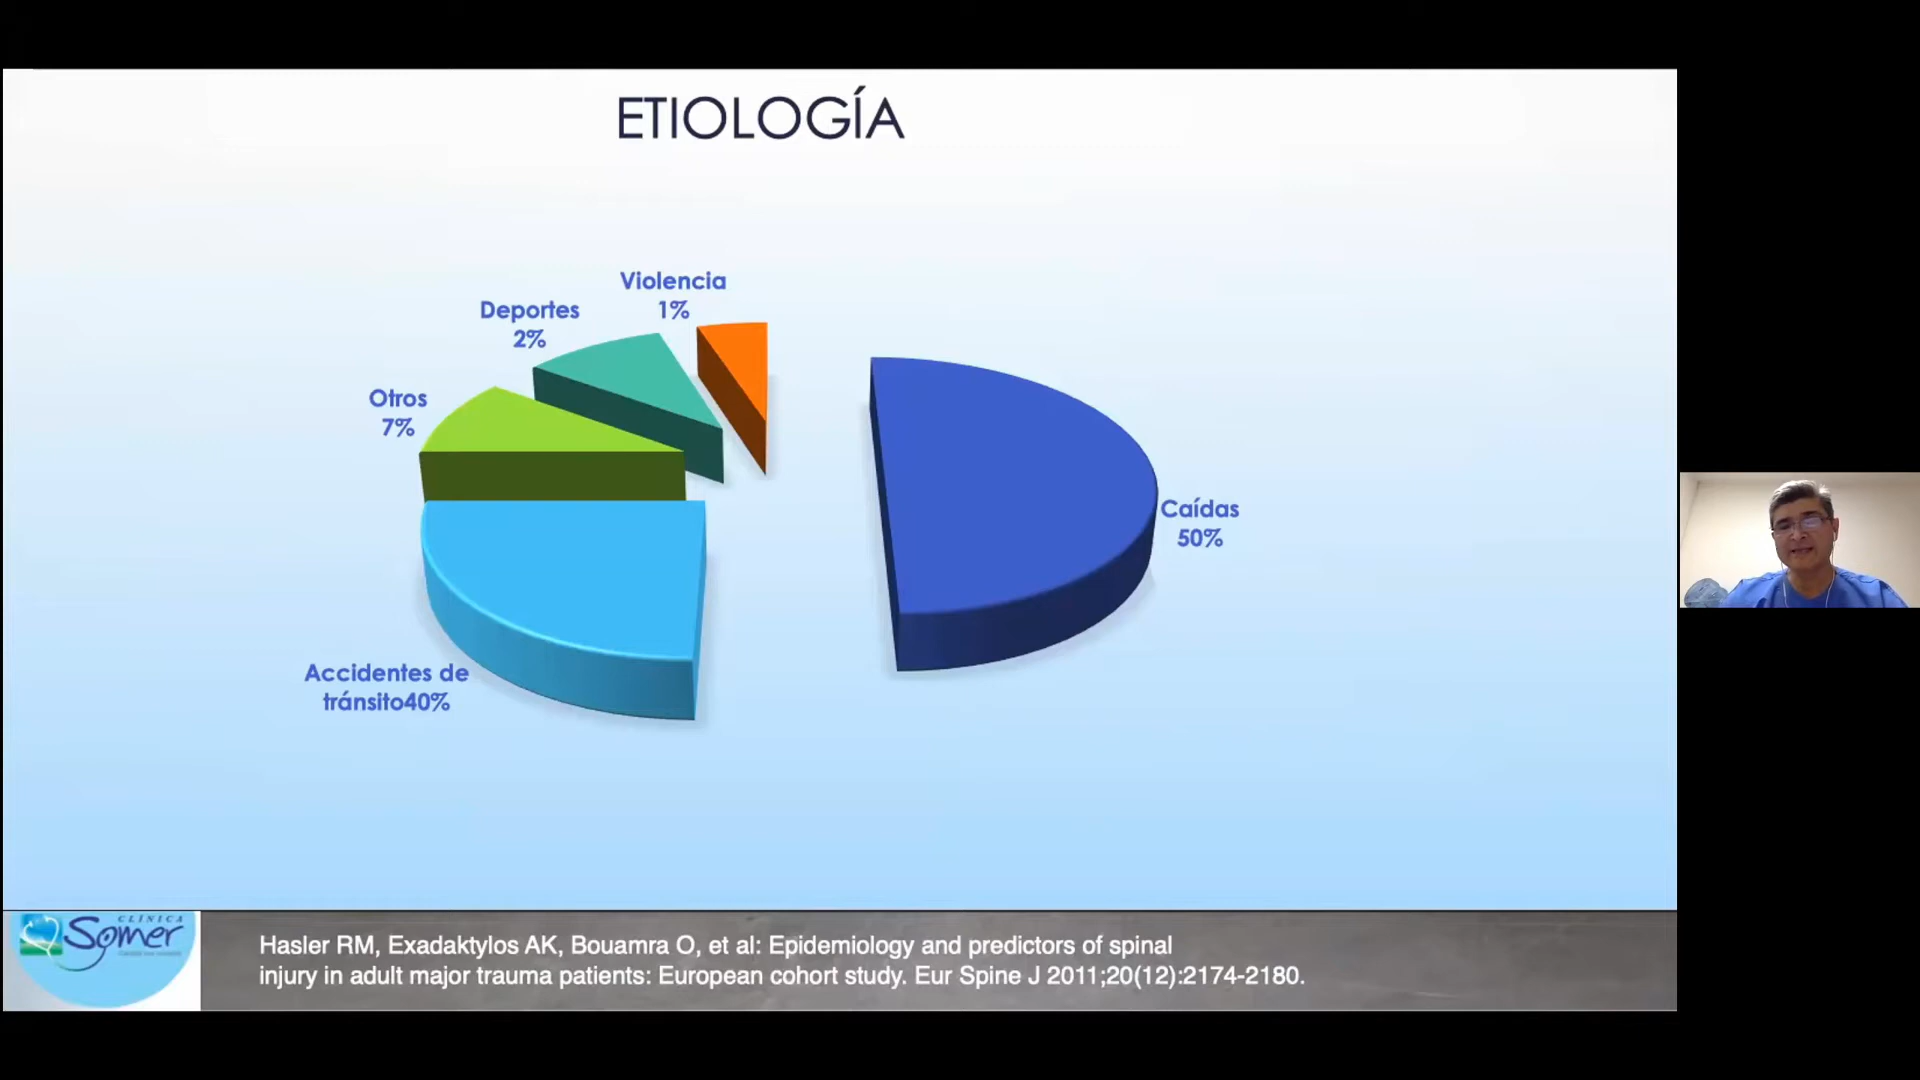 ETIOLOGÍA
Violencia
1%
Deportes
2%
Otros
7%
Caídas
50%
Accidentes de
tránsito40%
CLÍNICA
Somer
Hasler RM, Exadaktylos AK, Bouamra O, et al: Epidemiology and predictors of spinal
injury in adult major trauma patients: European cohort study. Eur Spine J 2011;20(12):2174-2180.